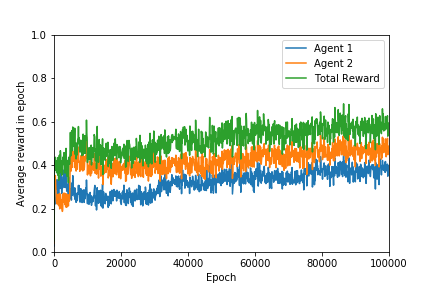 1.0
0.8
0.6
0.4
0.2
0.0
Average reward in epoch
Agent 1
Agent 2
Total Reward
0 20000 40000 60000 80000 100000
Epoch